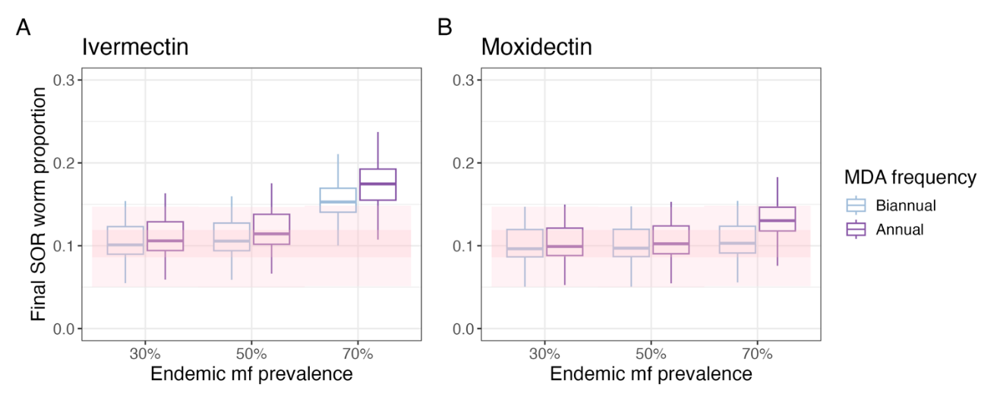 A
Ivermectin
Final SOR worm proportion
0.3
0.2
0.1
0.0
30%
50%
70%
Endemic mf prevalence
B
Moxidectin
0.3
0.2
0.1
0.0
30%
50%
70%
Endemic mf prevalence
MDA frequency
Biannual
Annual